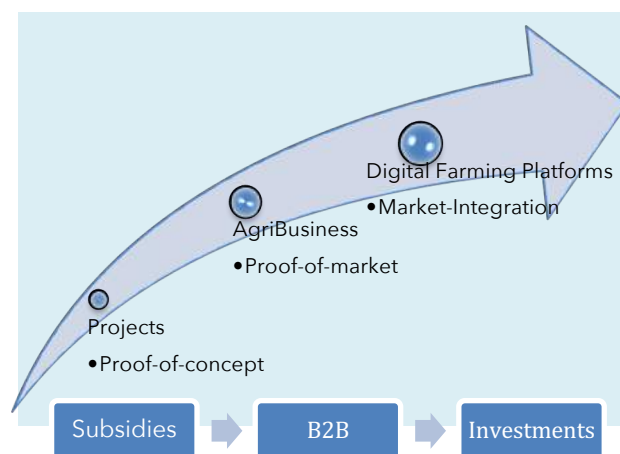 Digital Farming Platforms
•Market-Integration
AgriBusiness
•Proof-of-market
Projects
•Proof-of-concept
Subsidies
B2B
Investments